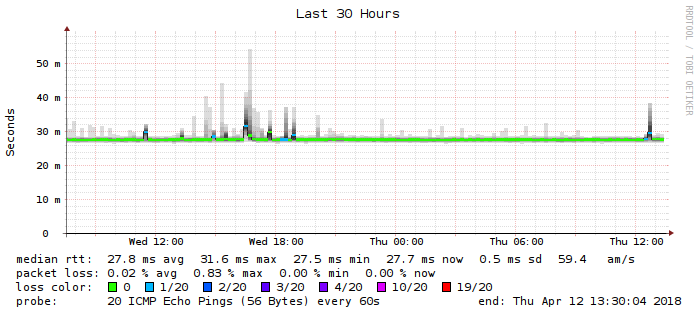 Last 30 Hours
RRDTOOL / TOBI OETIKER
Seconds
50 m
40 m
30 m
20 m
10 m
0
Wed 12:00 Wed 18:00 Thu 00:00 Thu 06:00 Thu 12:00
median rtt: 27.8 ms avg 31.6 ms max 27.5 ms min 27.7 ms now 0.5 ms sd 59.4 am/s
packet loss: 0.02 % avg 0.83 % max 0.00 % min 0.00 % now
loss color: 0 1/20 2/20 3/20 4/20 10/20 19/20
probe: 20 ICMP Echo Pings (56 Bytes) every 60s end: Thu Apr 12 13:30:04 2018